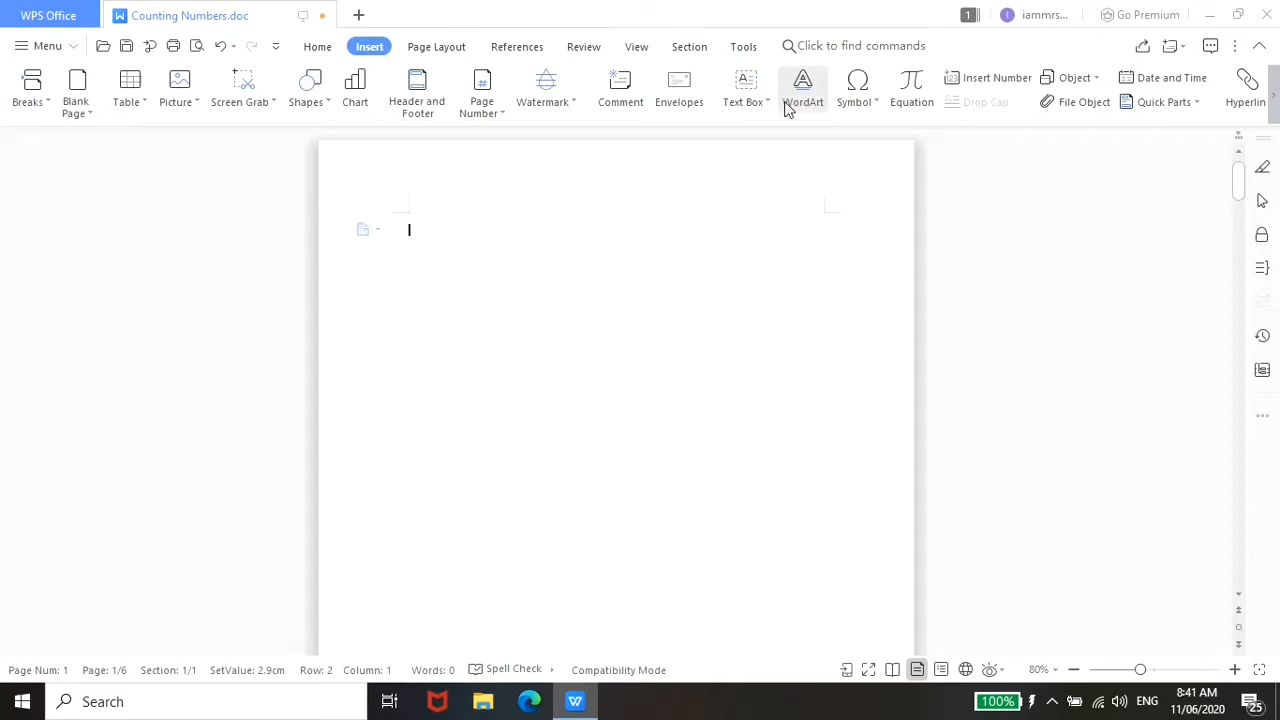 WPS Office Counting Numbers.doc 1 iammrs... Go Premium
Menu Home Insert Page Layout References Review View Section Tools Click to find commands
Breaks Blank Page Table Picture Screen Grab Shapes Chart Header and Footer Page Number Watermark Comment Envelopes Text Box WordArt Symbol Equation Insert Number Drop Cap Object File Object Date and Time Quick Parts Hyperlin
Page Num: 1 Page: 1/6 Section: 1/1 SetValue: 2.9cm Row: 2 Column: 1 Words: 0 Spell Check Compatibility Mode 80%
Search 100% ENG 8:41 AM
11/06/2020 25